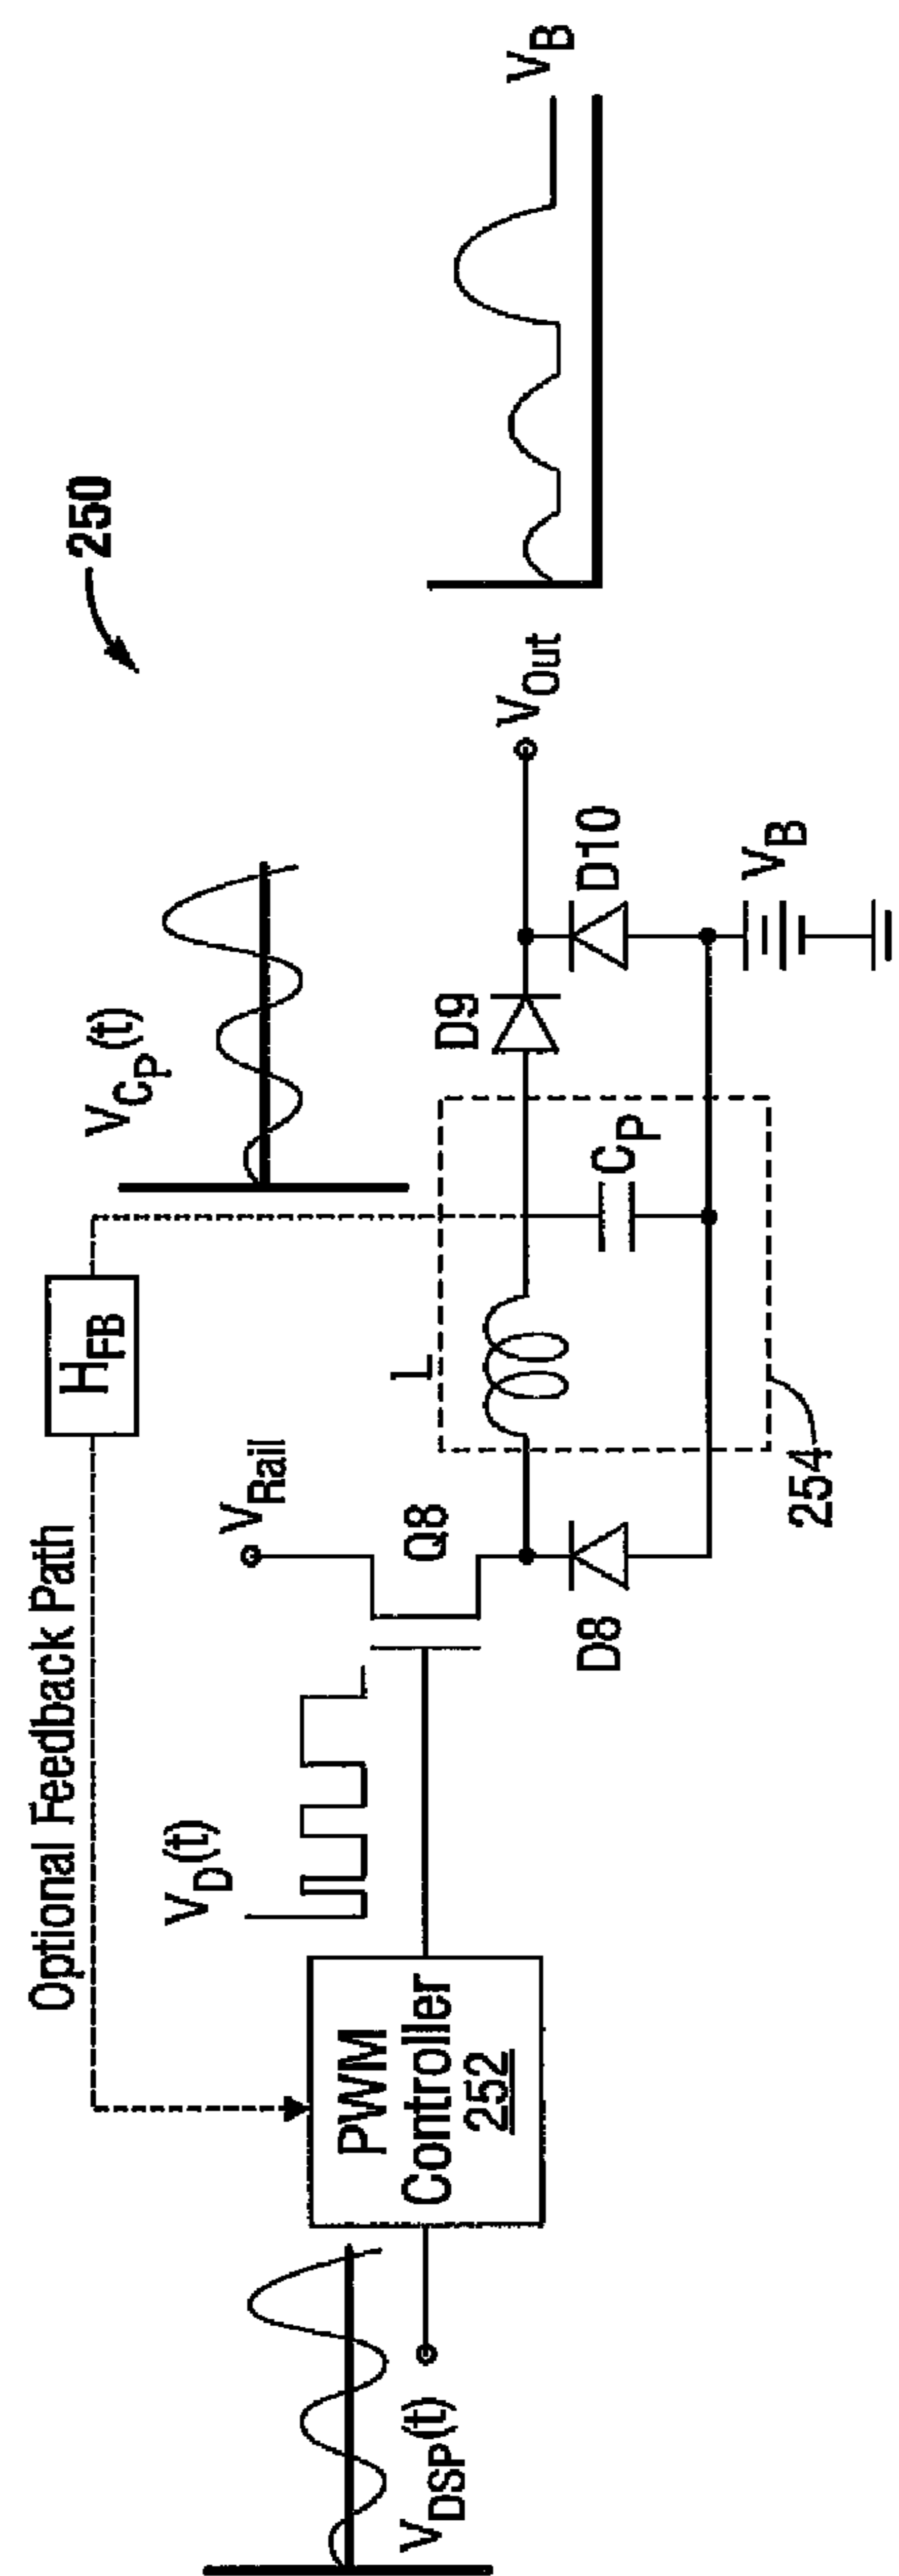 250
Optional Feedback Path
H_FB
V_CP(t)
V_D(t)
V_Rail
Q8
L
D9
V_Out
V_B
PWM
Controller
252
V_DSP(t)
D8
C_P
D10
V_B
254